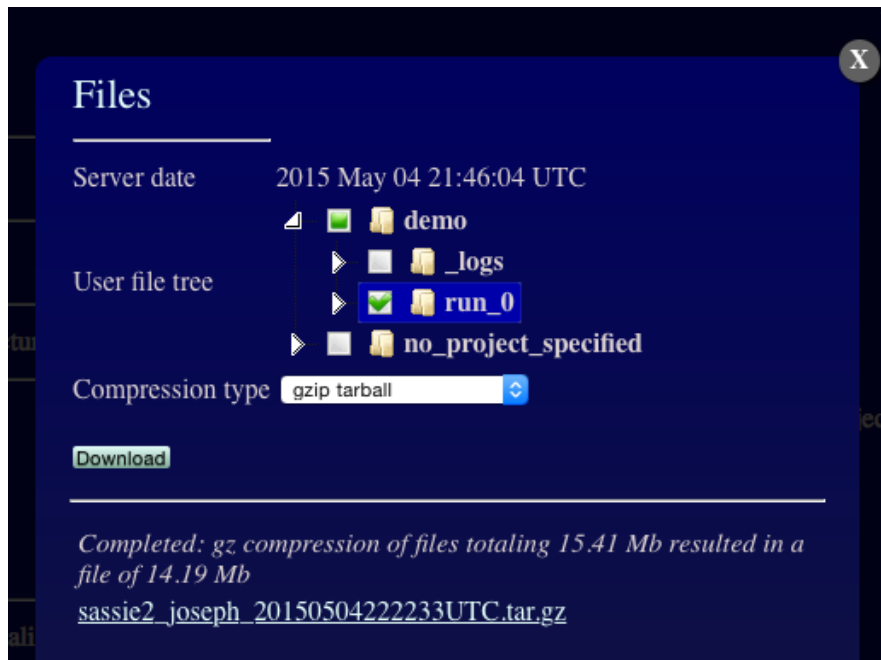 X
Files
Server date 2015 May 04 21:46:04 UTC
demo
_logs
User file tree
run_0
no_project_specified
Compression type gzip tarball
Download
Completed: gz compression of files totaling 15.41 Mb resulted in a
file of 14.19 Mb
sassie2_joseph_20150504222233UTC.tar.gz